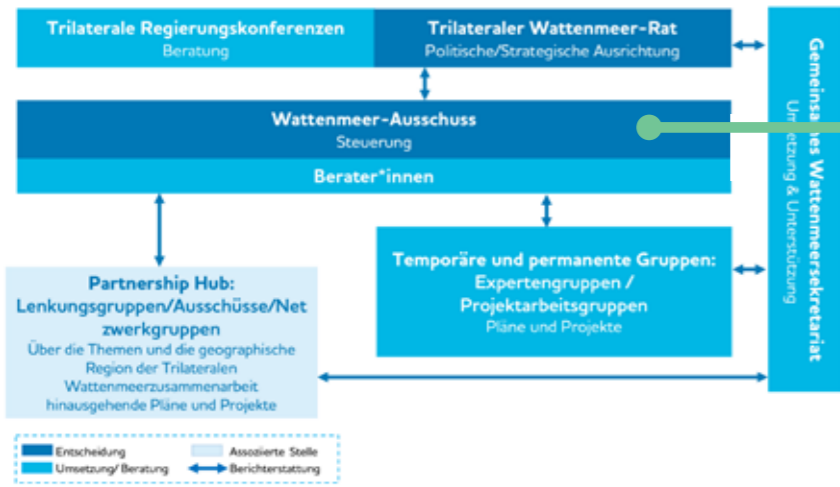 Trilaterale Regierungskonferenzen
Beratung
Trilateraler Wattenmeer-Rat
Politische/Strategische Ausrichtung
Wattenmeer-Ausschuss
Steuerung
Berater*innen
Partnership Hub:
Lenkungsgruppen/Ausschüsse/Net
zwerkgruppen
Über die Themen und die geographische
Region der Trilateralen
Wattenmeerzusammenarbeit
hinausgehende Pläne und Projekte
Temporäre und permanente Gruppen:
Expertengruppen /
Projektarbeitsgruppen
Pläne und Projekte
Gemeinsames Wattenmeersekretariat
Umsetzung & Unterstützung
Entscheidung
Assozierte Stelle
Umsetzung/ Beratung
Berichterstattung